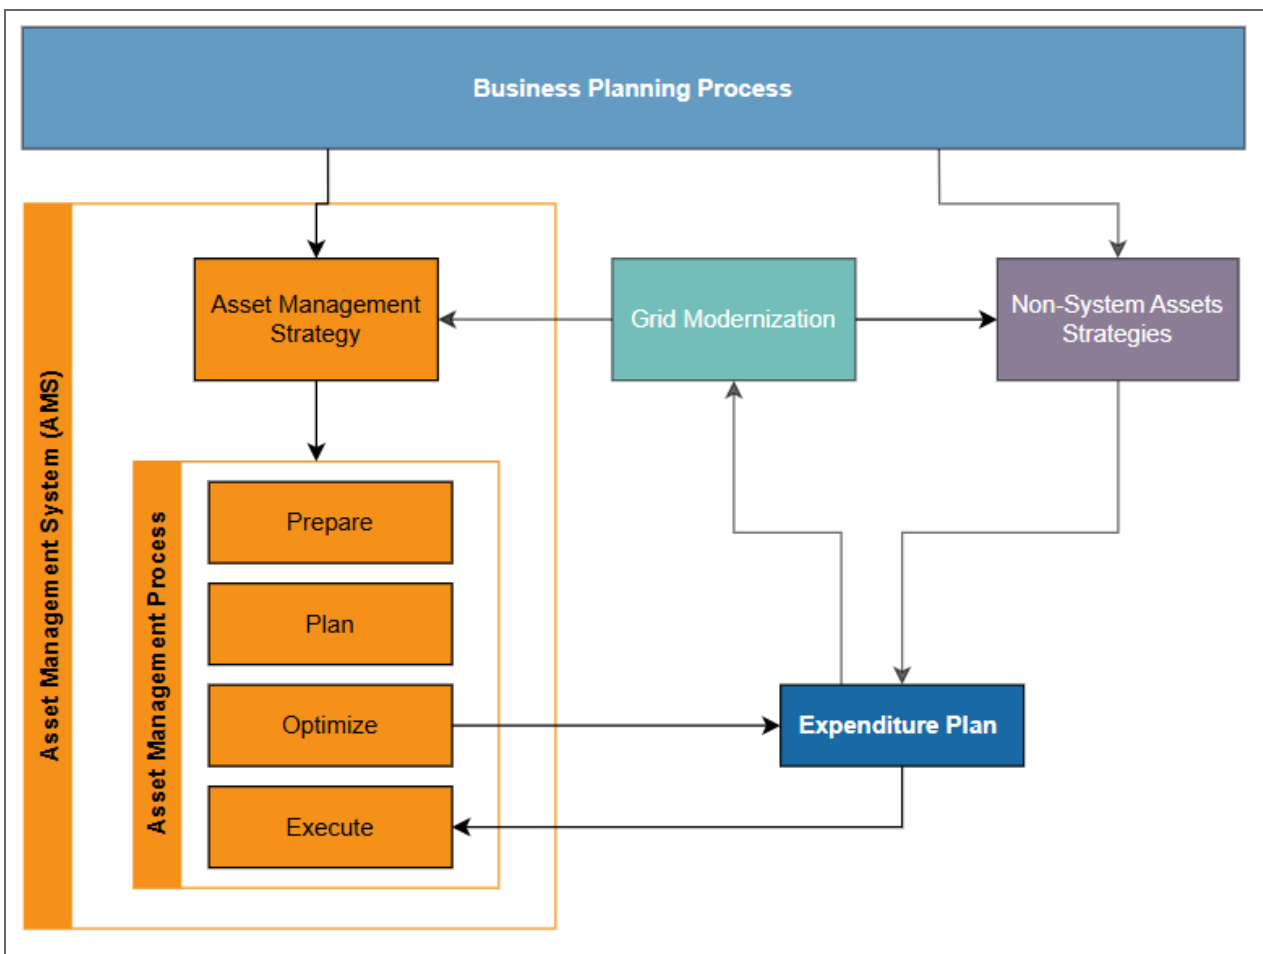 Business Planning Process
Asset Management System (AMS)
Asset Management
Strategy
Grid Modernization
Non-System Assets
Strategies
Asset Management Process
Prepare
Plan
Optimize
Execute
Expenditure Plan